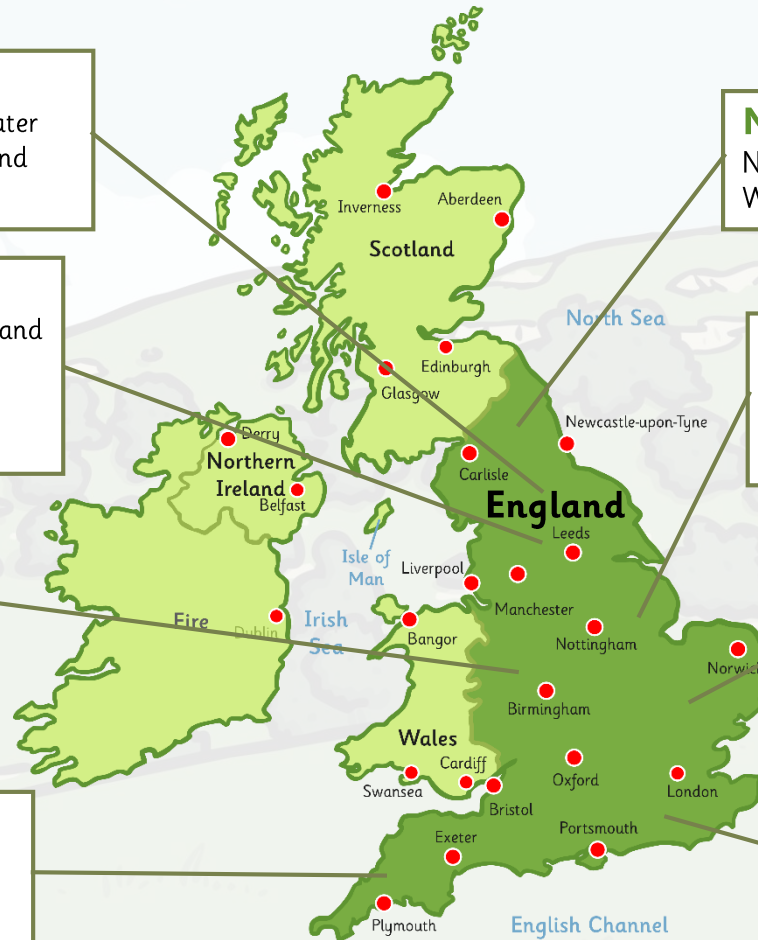 ater
nd
and
N
N
W
Inverness
Aberdeen
Scotland
North Sea
Edinburgh
Glasgow
Newcastle-upon-Tyne
Derry
Northern
Ireland
Belfast
Carlisle
England
Leeds
Isle of
Man
Liverpool
Manchester
Eire
Dublin
Irish
Sea
Bangor
Nottingham
Norwic
Birmingham
Wales
Cardiff
Swansea
Oxford
London
Bristol
Portsmouth
Exeter
Plymouth
English Channel